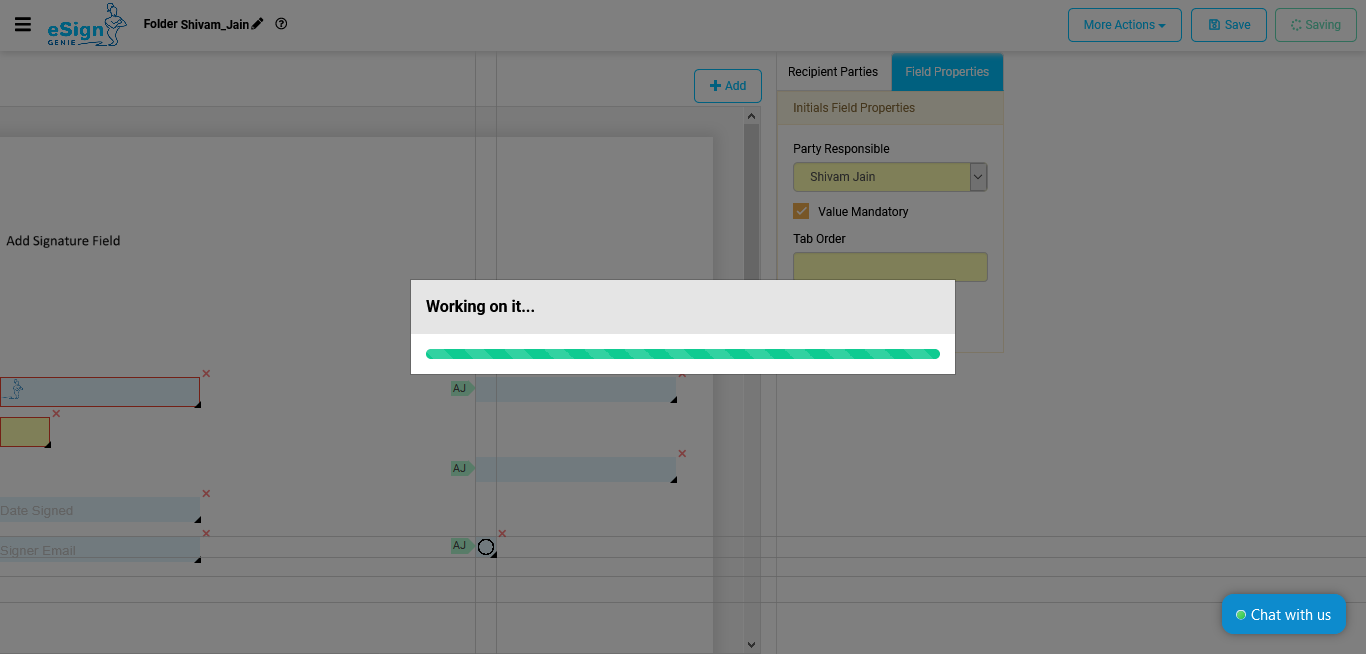 eSign
GENIE
Folder Shivam_Jain
More Actions
Save
Saving
Add
Recipient Parties
Field Properties
Initials Field Properties
Party Responsible
Shivam Jain
Value Mandatory
Tab Order
Add Signature Field
Working on it...
AJ
AJ
Date Signed
Signer Email
AJ
Chat with us